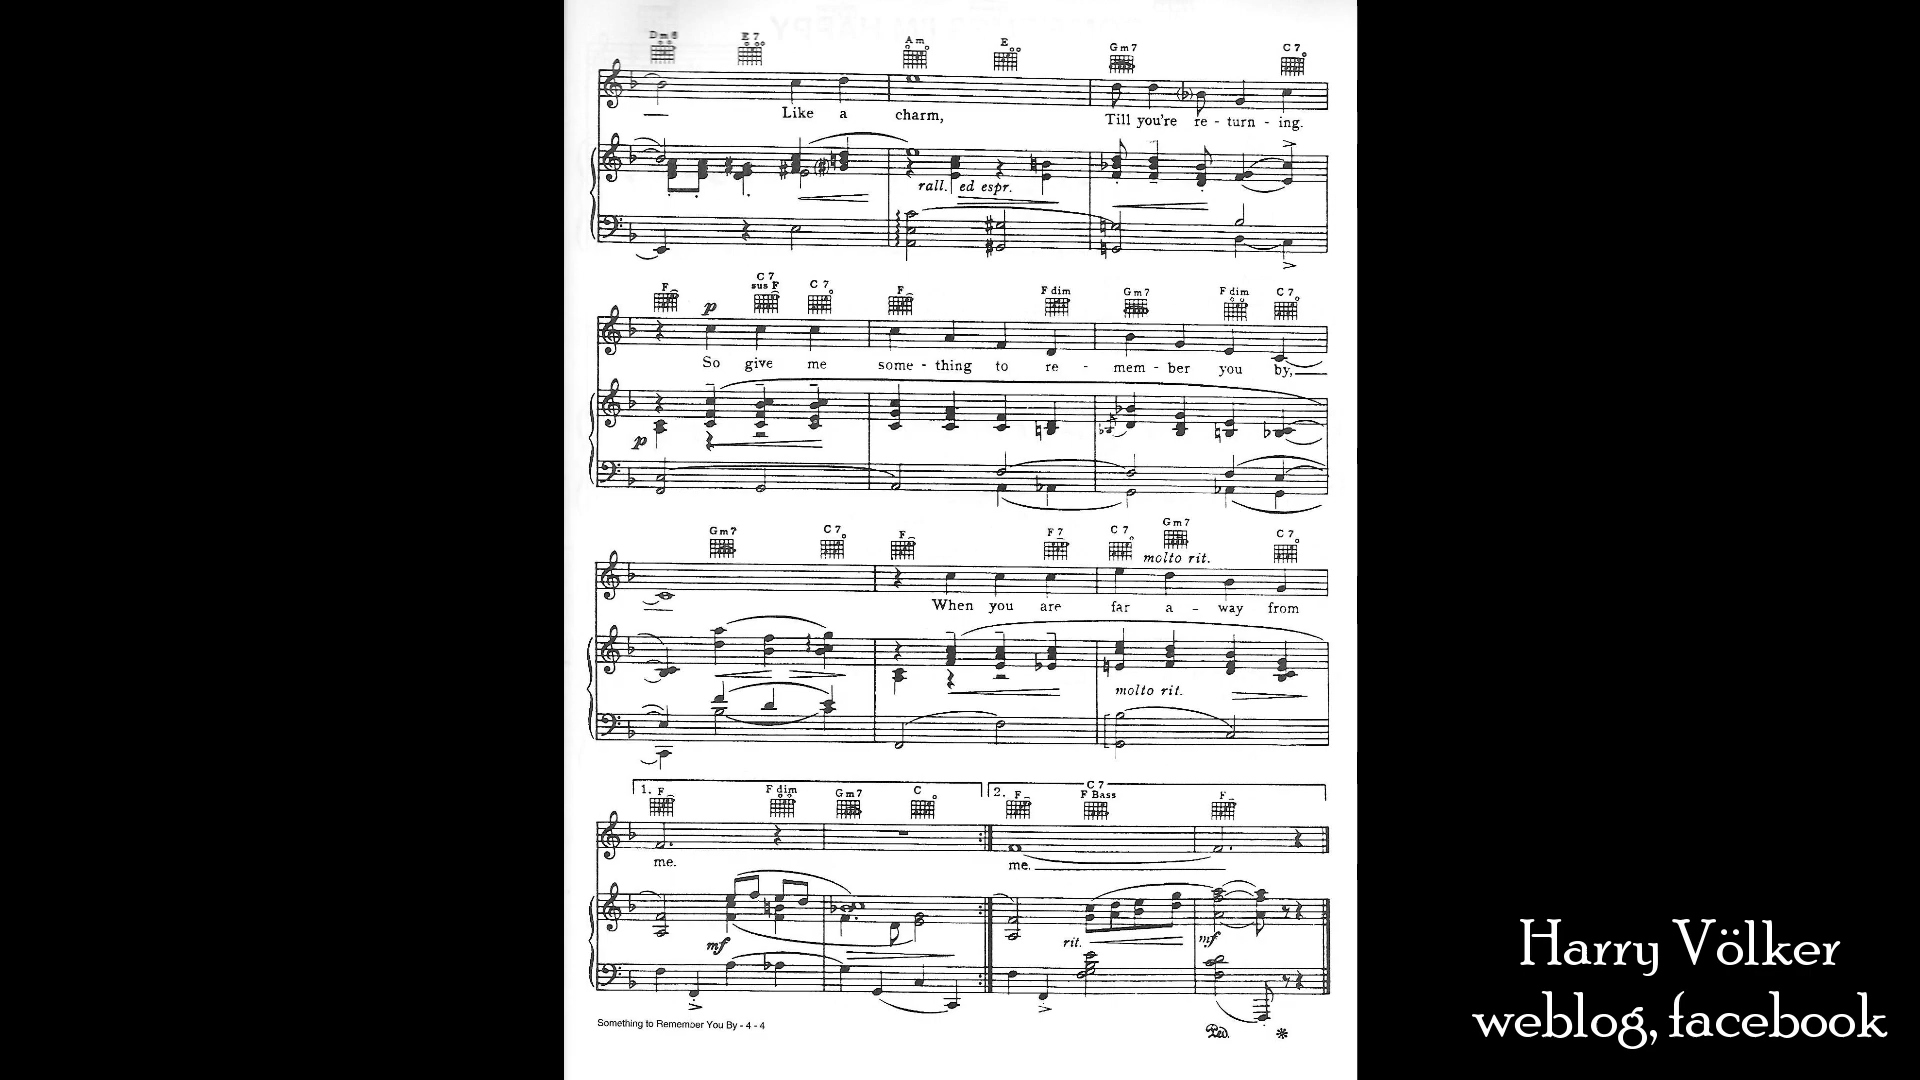 Dm6 E7 Am E Gm7 C7
Like a charm, Till you're re - turn - ing.
rall. ed espr.
F p C7 sus F C7 F F dim Gm7 F dim C7
So give me some - thing to re - mem - ber you by,
p
Gm7 C7 F F7 C7 Gm7 C7
molto rit.
When you are far a - way from
molto rit.
1. F F dim Gm7 C 2. F C7 F Bass F
me. me.
mf rit. mf
Something to Remember You By - 4 - 4
Ped. *
Harry Völker
weblog, facebook